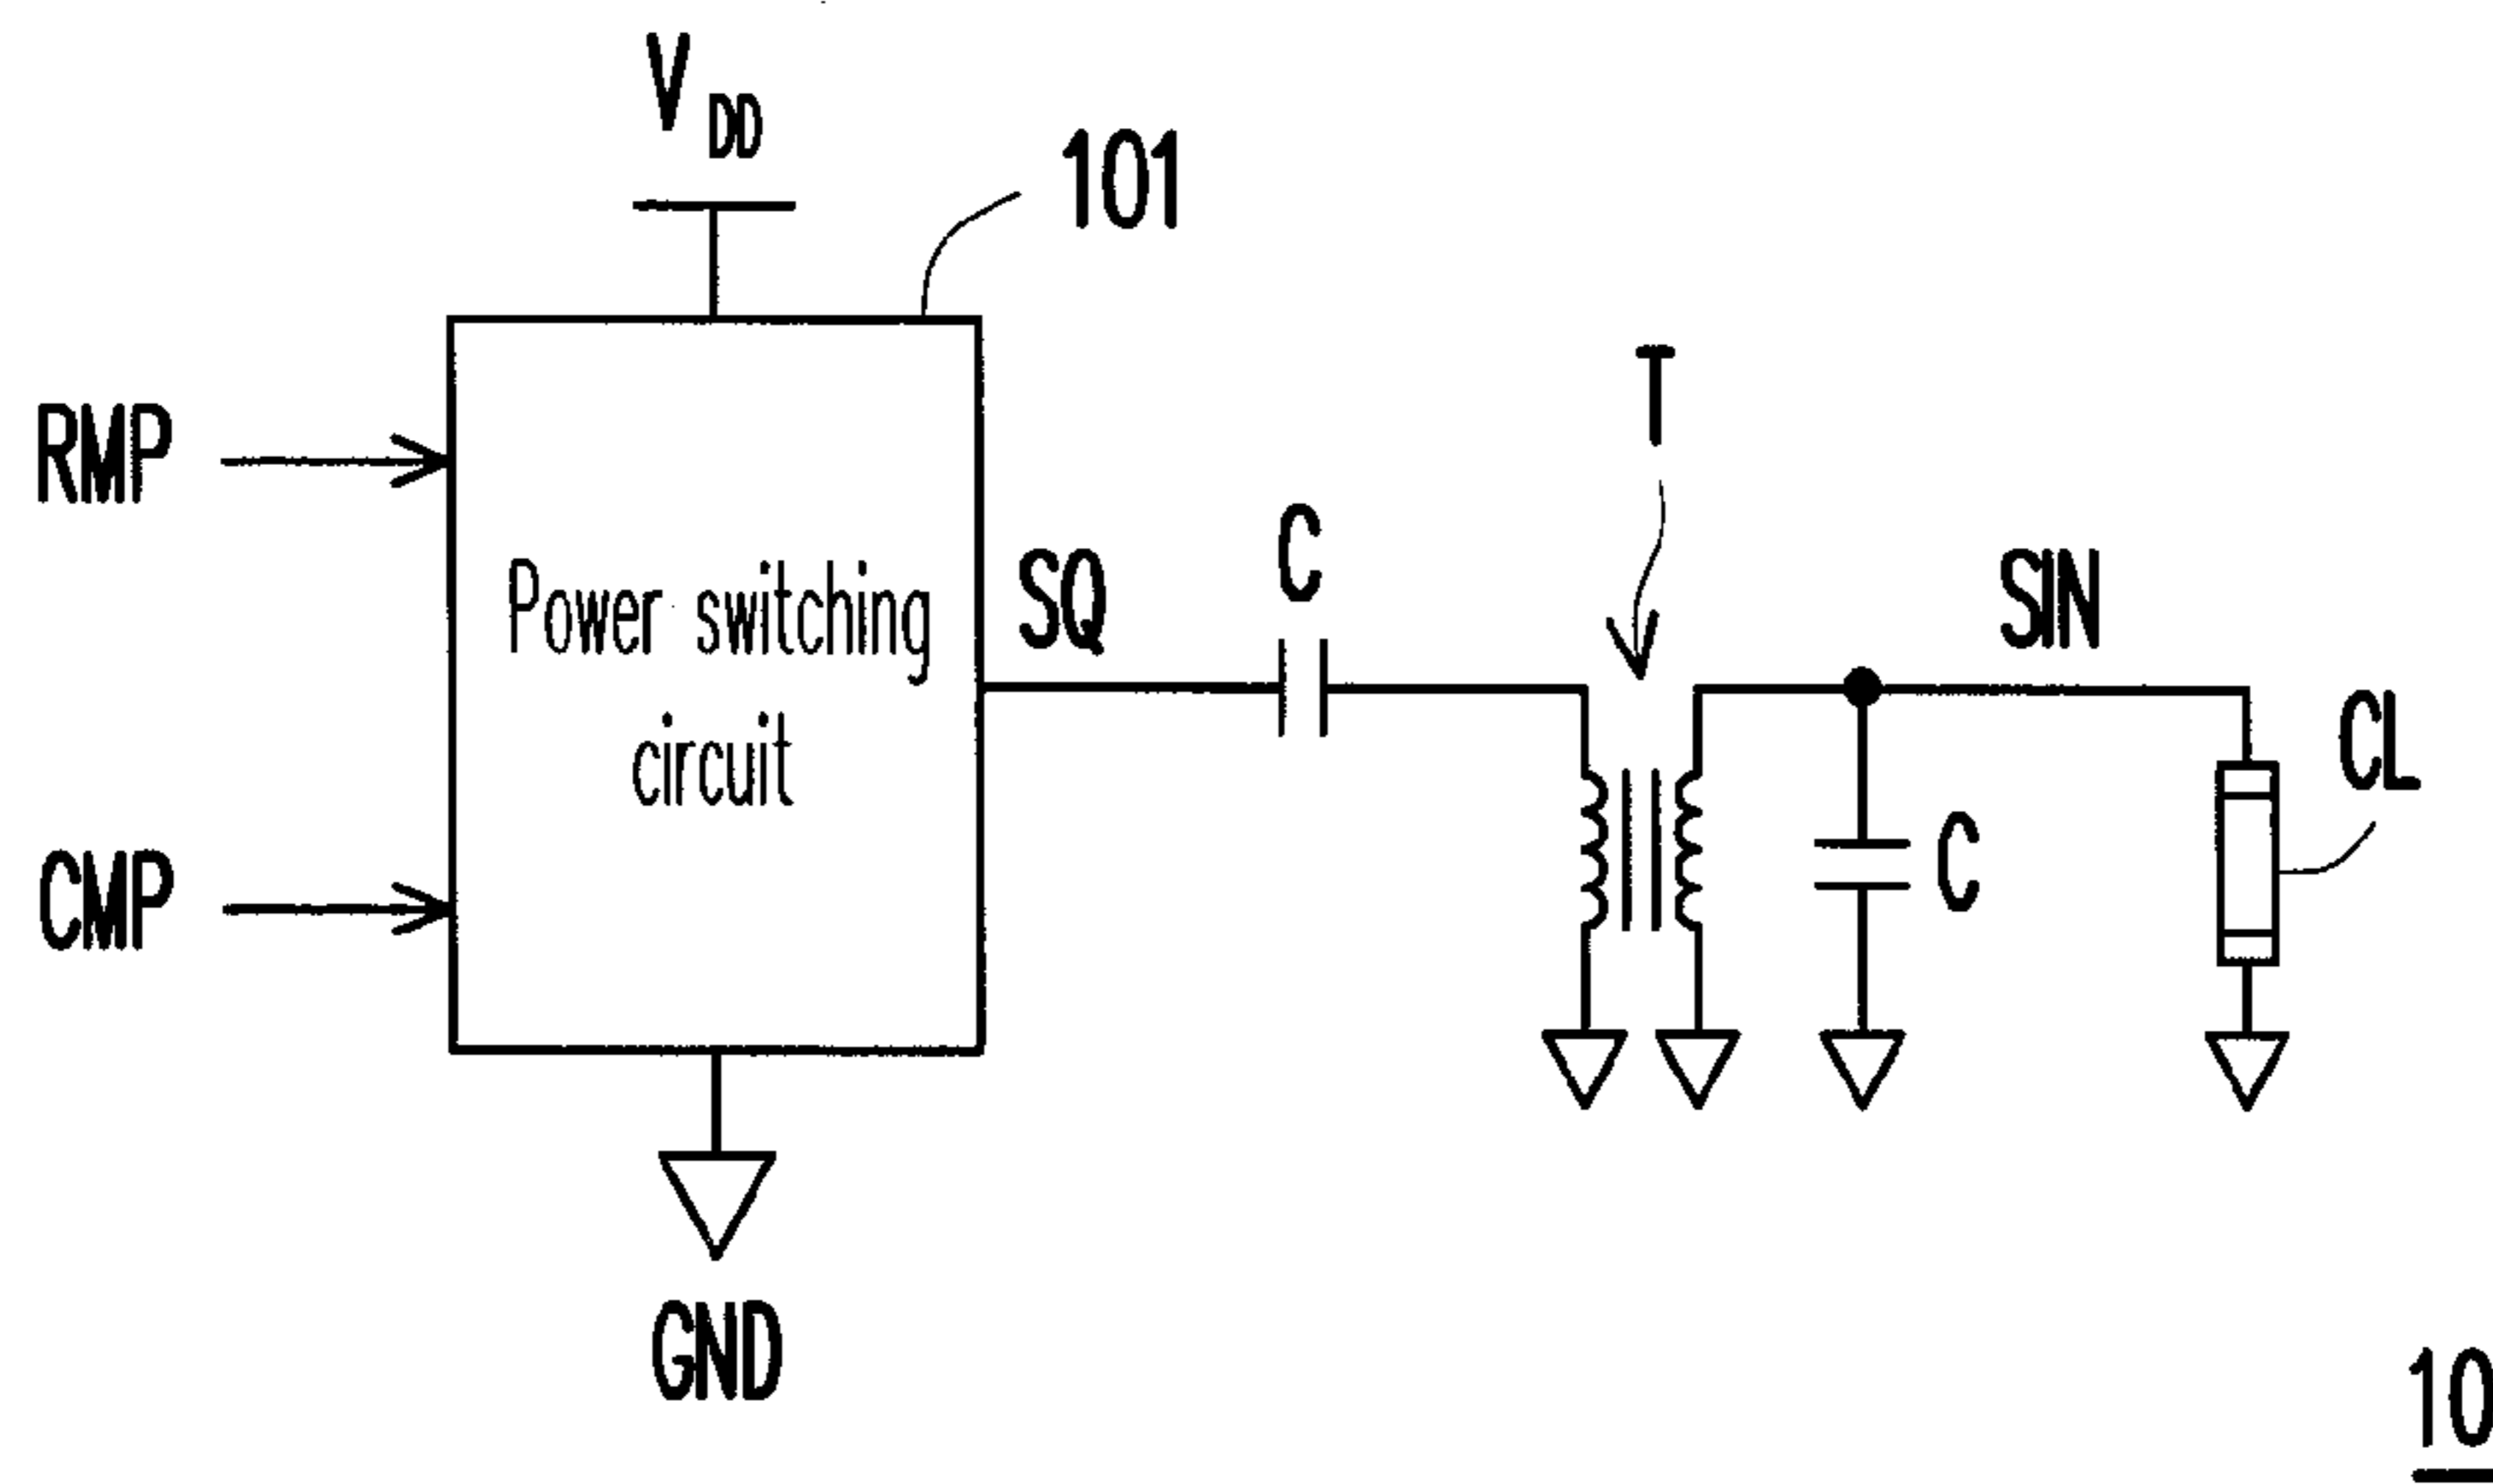 VDD
101
RMP
T
Power switching
circuit
SQ
C
SIN
CL
CMP
C
GND
10